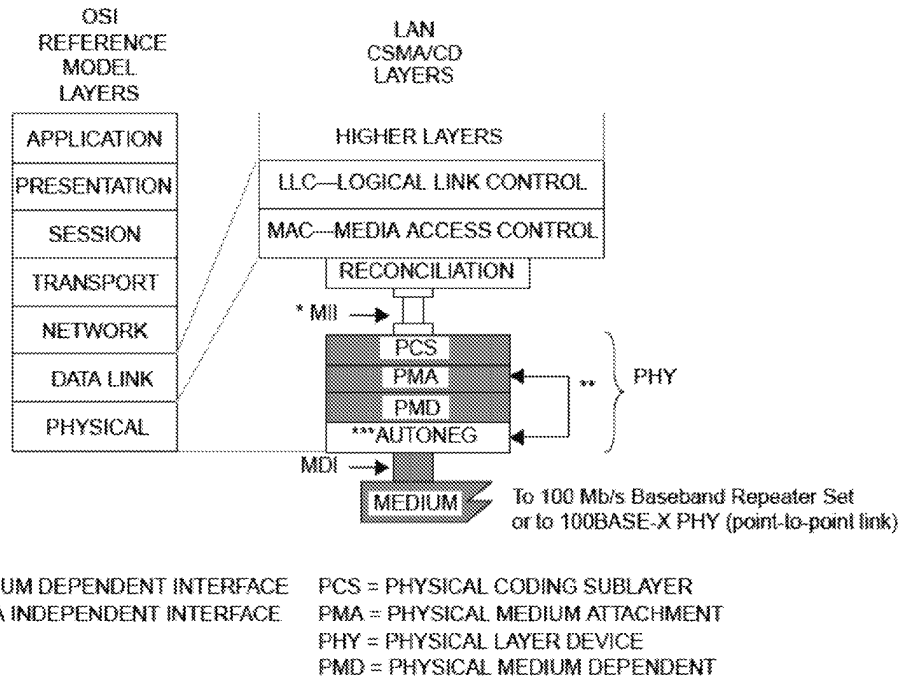 OSI
REFERENCE
MODEL
LAYERS
LAN
CSMA/CD
LAYERS
APPLICATION
PRESENTATION
SESSION
TRANSPORT
NETWORK
DATA LINK
PHYSICAL
HIGHER LAYERS
LLC—LOGICAL LINK CONTROL
MAC—MEDIA ACCESS CONTROL
RECONCILIATION
* MII
PCS
PMA
PMD
***AUTONEG
**
PHY
MDI
MEDIUM
To 100 Mb/s Baseband Repeater Set
or to 100BASE-X PHY (point-to-point link)
UM DEPENDENT INTERFACE
A INDEPENDENT INTERFACE
PCS = PHYSICAL CODING SUBLAYER
PMA = PHYSICAL MEDIUM ATTACHMENT
PHY = PHYSICAL LAYER DEVICE
PMD = PHYSICAL MEDIUM DEPENDENT